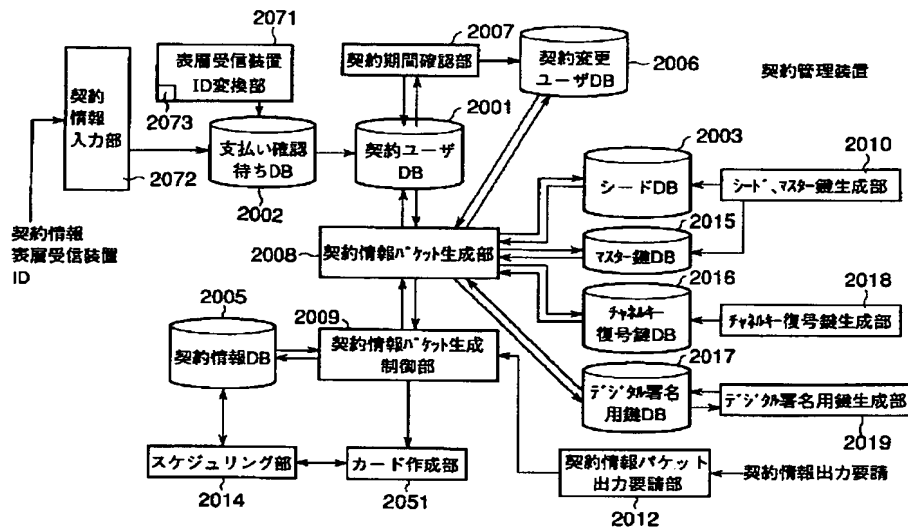 2071
2007
表層受信装置
ID変換部
契約期間確認部
契約変更
ユーザDB
2006
契約管理装置
契約
情報
入力部
2073
2001
2003
2010
支払い確認
待ちDB
契約ユーザ
DB
シードDB
シード、マスター鍵生成部
2072
2002
2015
契約情報
表層受信装置
ID
2008
契約情報パケット生成部
マスター鍵DB
2016
2018
2005
2009
チャネルキー
復号鍵DB
チャネルキー復号鍵生成部
契約情報DB
契約情報パケット生成
制御部
2017
デジタル署名
用鍵DB
デジタル署名用鍵生成部
2019
スケジュリング部
カード作成部
契約情報パケット
出力要請部
契約情報出力要請
2014
2051
2012